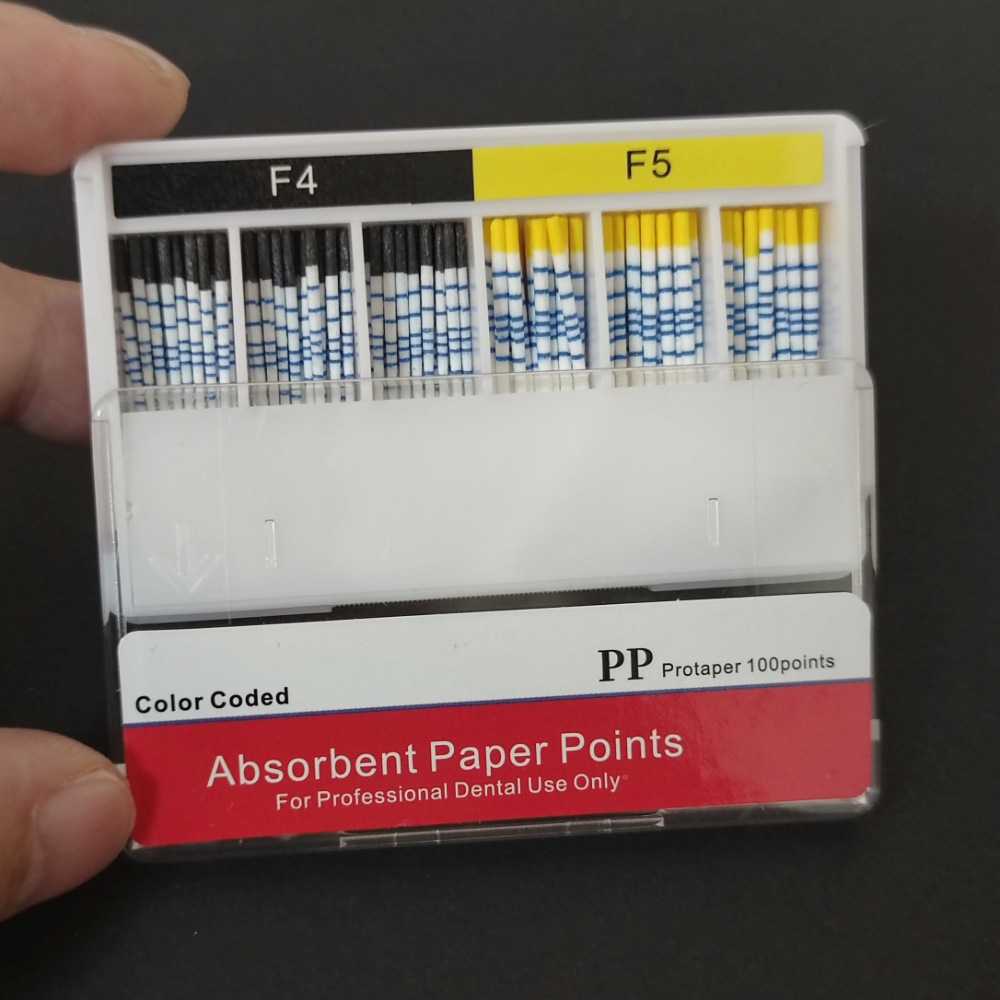 F4
F5
PP Protaper 100points
Color Coded
Absorbent Paper Points
For Professional Dental Use Only